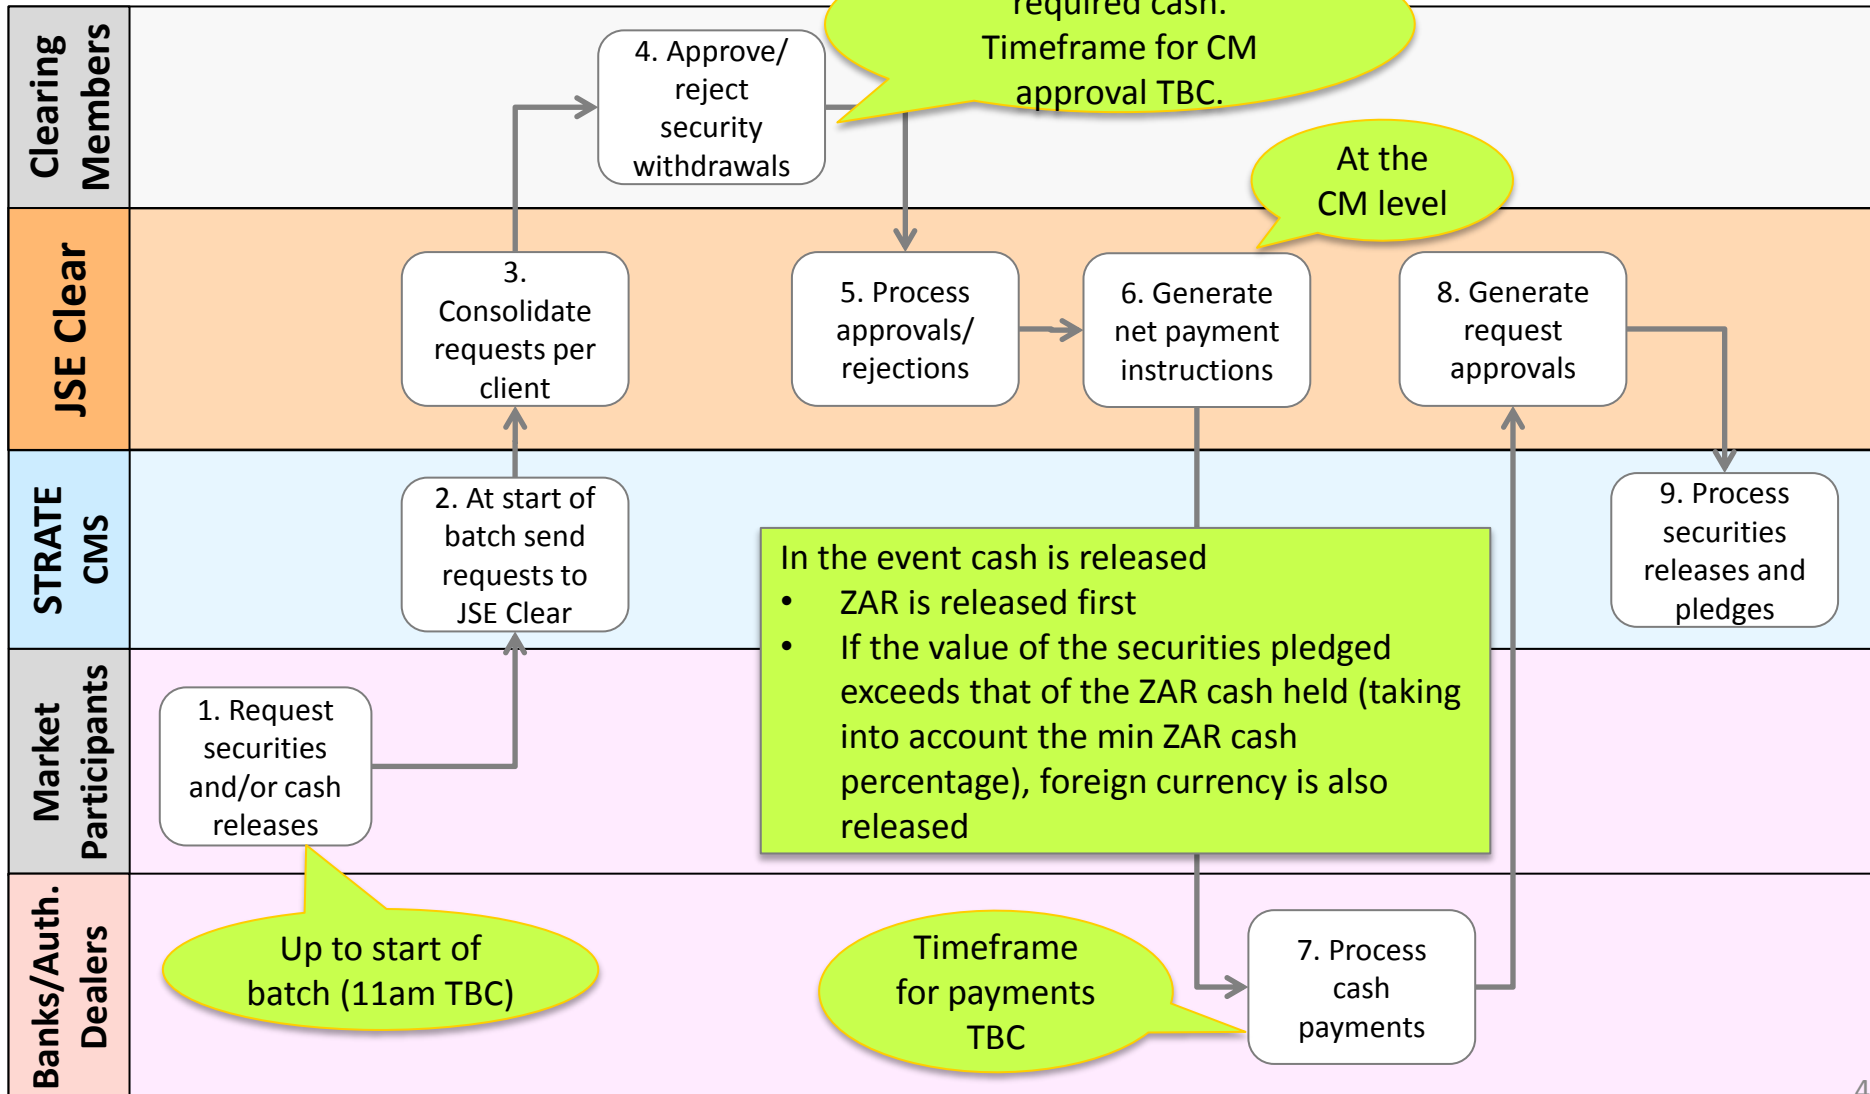 Clearing
Members
required cash.
Timeframe for CM
approval TBC.
4. Approve/
reject
security
withdrawals
At the
CM level
JSE Clear
3.
Consolidate
requests per
client
5. Process
approvals/
rejections
6. Generate
net payment
instructions
8. Generate
request
approvals
STRATE
CMS
2. At start of
batch send
requests to
JSE Clear
9. Process
securities
releases and
pledges
In the event cash is released
• ZAR is released first
• If the value of the securities pledged
exceeds that of the ZAR cash held (taking
into account the min ZAR cash
percentage), foreign currency is also
released
Market
Participants
1. Request
securities
and/or cash
releases
Banks/Auth.
Dealers
Up to start of
batch (11am TBC)
Timeframe
for payments
TBC
7. Process
cash
payments
4